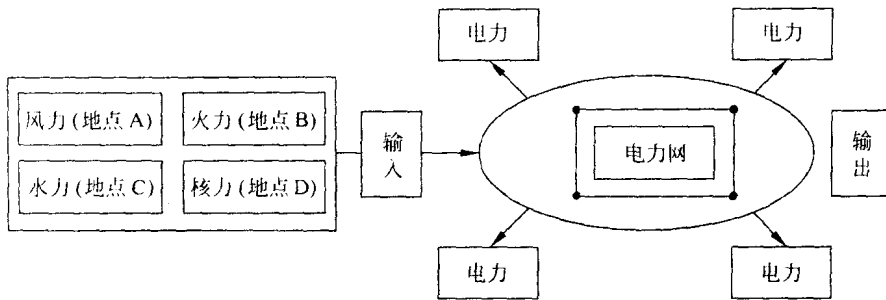 电力
电力
风力(地点A)
火力(地点B)
输入
电力网
输出
水力(地点C)
核力(地点D)
电力
电力